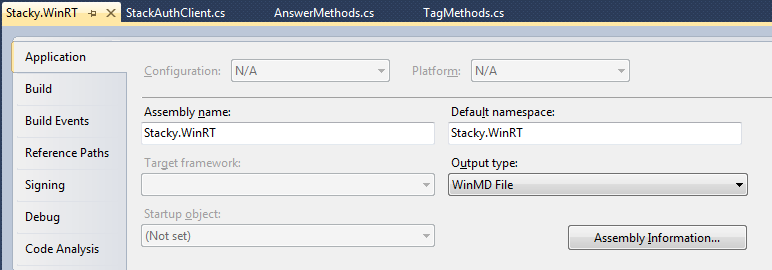 Stacky.WinRT StackAuthClient.cs AnswerMethods.cs TagMethods.cs
Application
Configuration: N/A Platform: N/A
Build
Build Events
Assembly name: Default namespace:
Stacky.WinRT Stacky.WinRT
Reference Paths
Target framework: Output type:
Signing
WinMD File
Debug
Startup object:
(Not set) Assembly Information...
Code Analysis